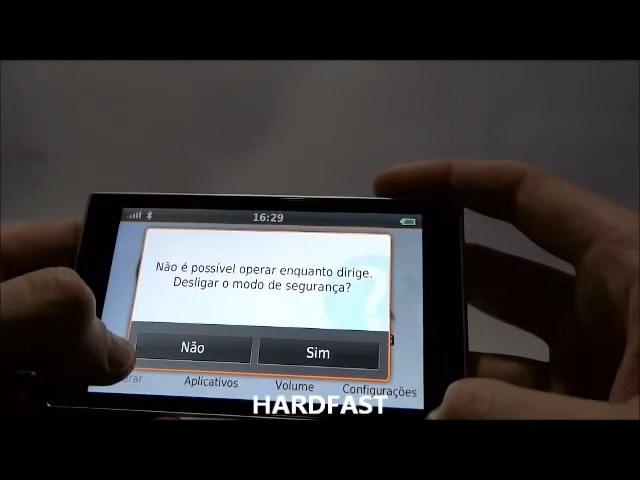 16:29
Não é possível operar enquanto dirige.
Desligar o modo de segurança?
Não
Sim
Aplicativos
Volume
Configurações
HARDFAST